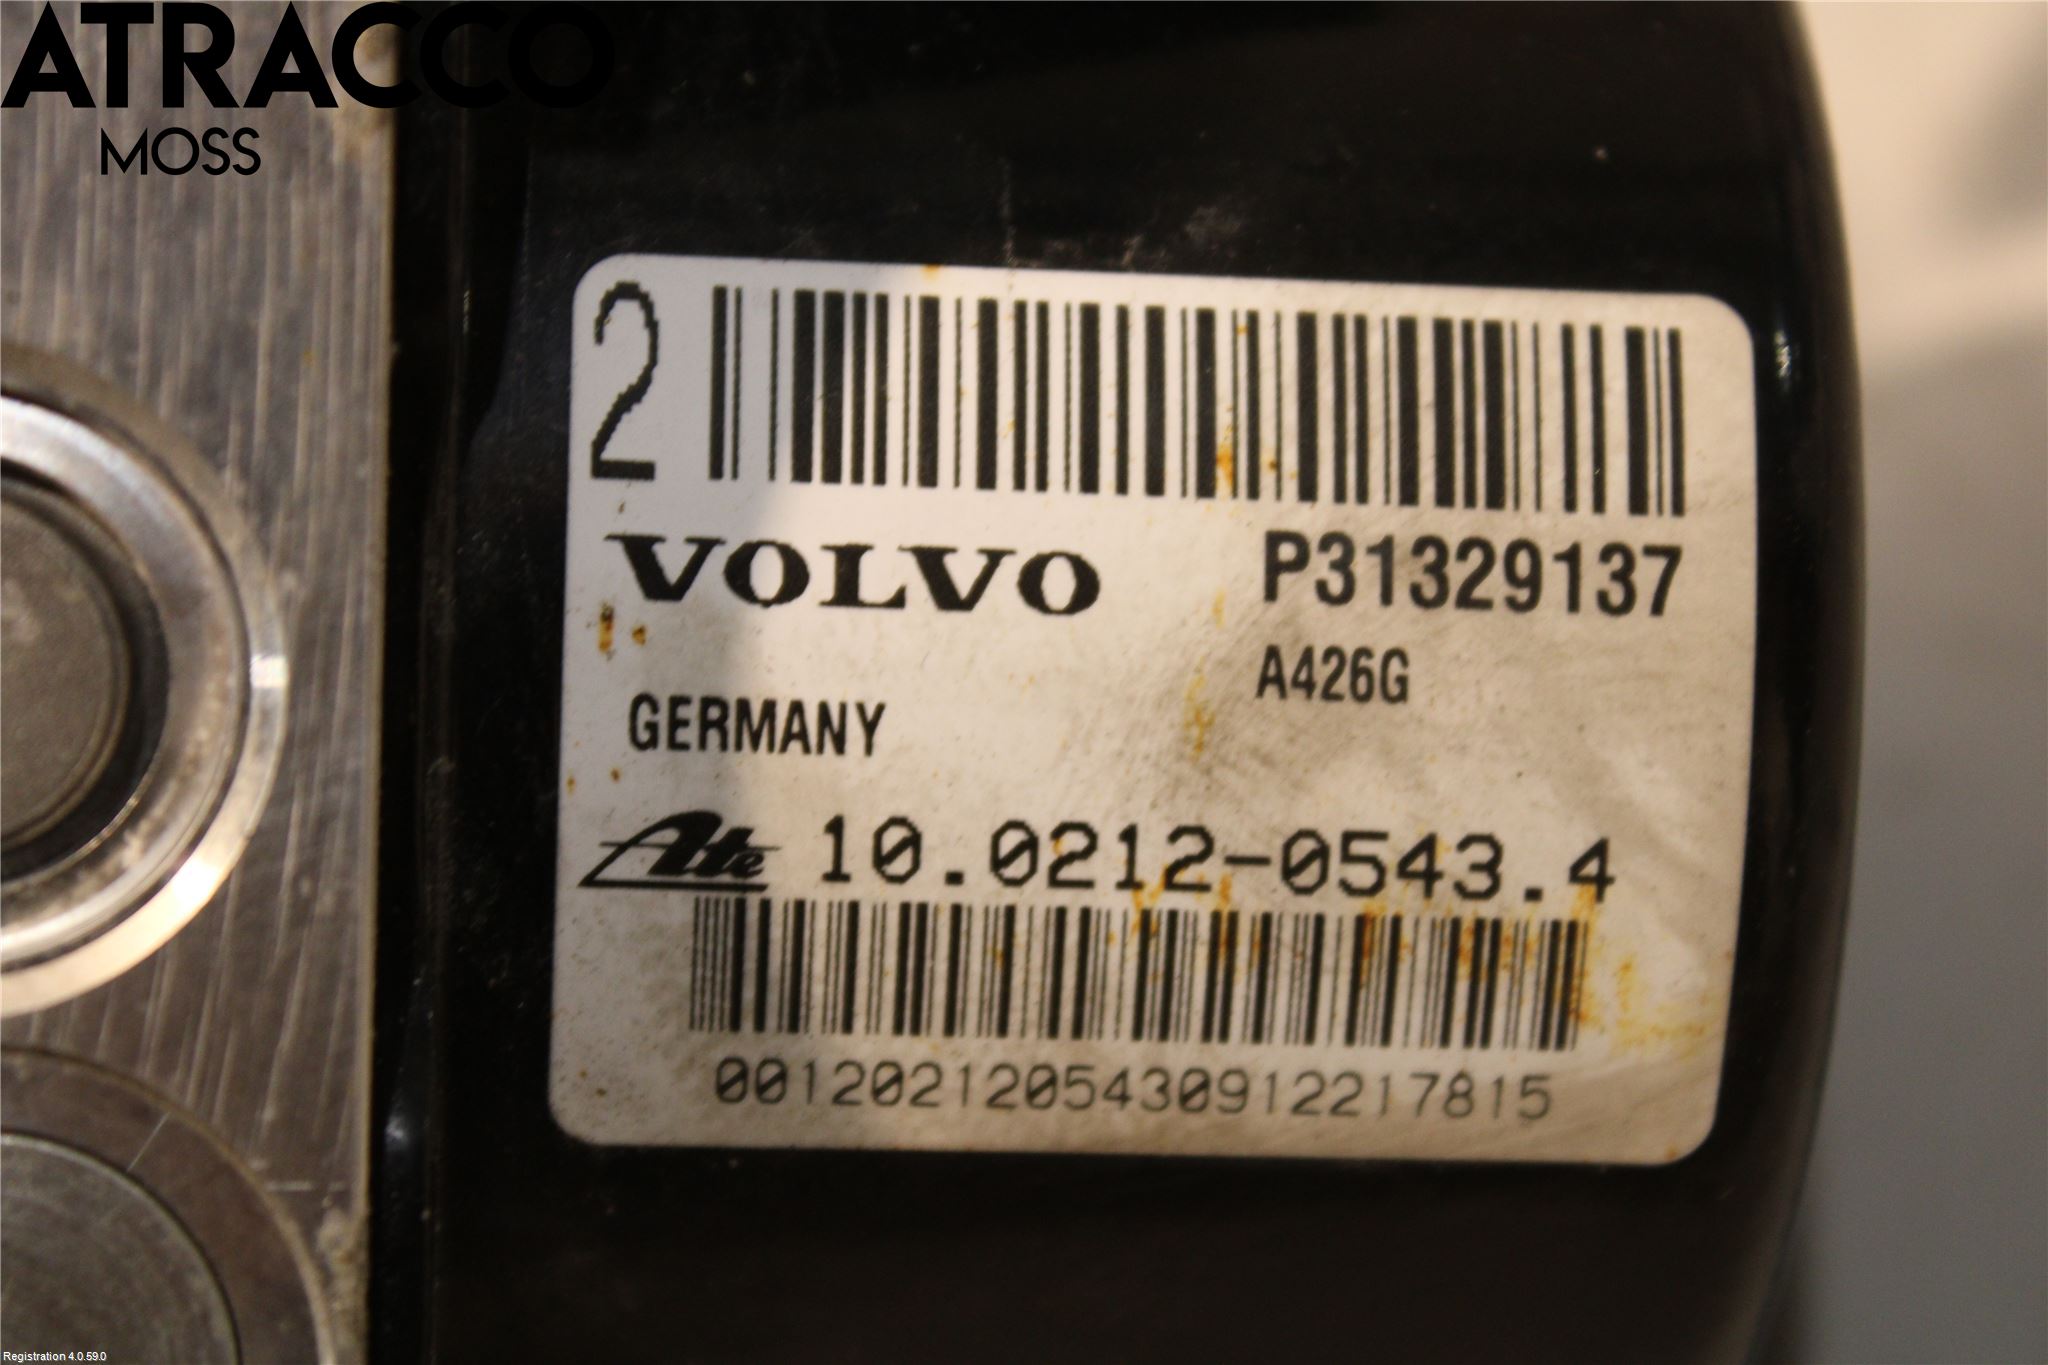 ATRACCO
MOSS
2
VOLVO P31329137
A426G
GERMANY
Ate 10.0212-0543.4
00120212054309122217815
Registration 4.0.59.0